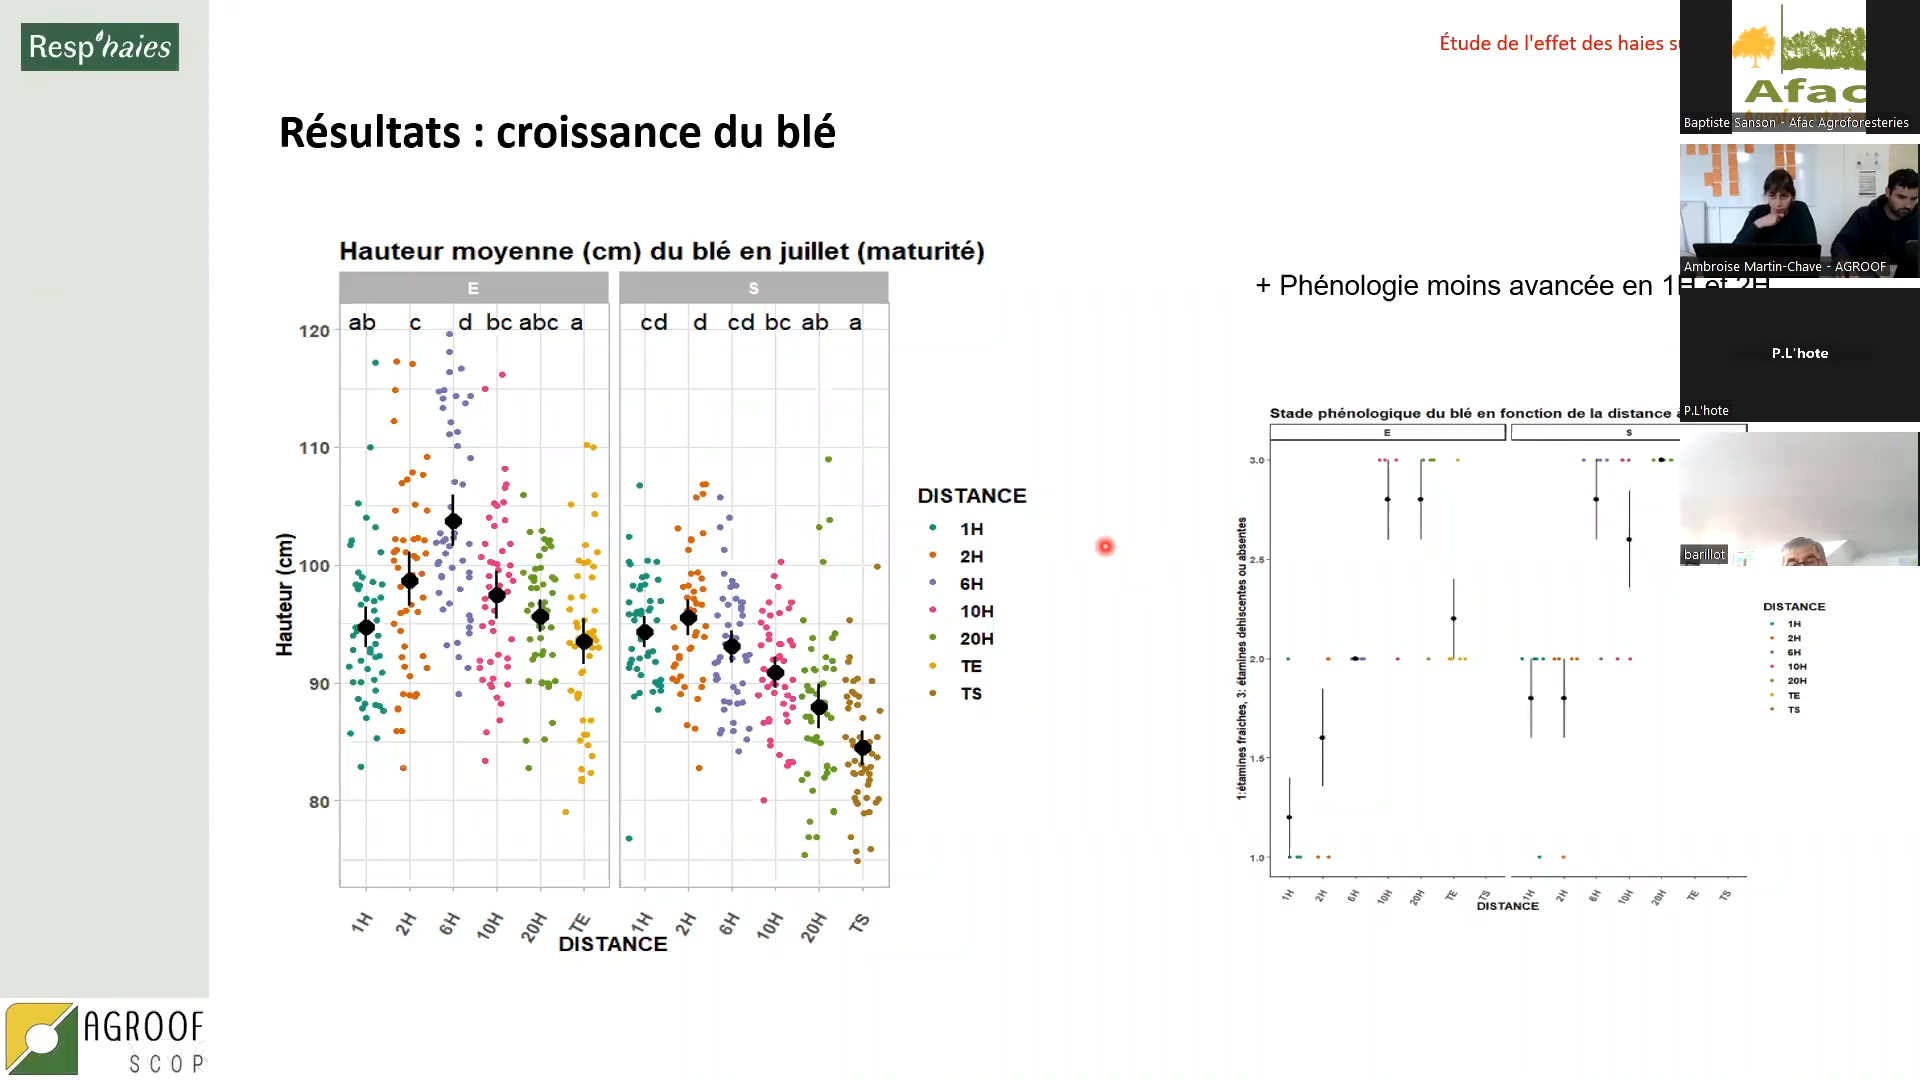 Resp'haies
Étude de l'effet des haies
Résultats : croissance du blé
Hauteur moyenne (cm) du blé en juillet (maturité)
E
S
ab c d bc abc a
cd d cd bc ab a
120
110
100
90
80
Hauteur (cm)
1H 2H 6H 10H 20H TE
1H 2H 6H 10H 20H TS
DISTANCE
DISTANCE
1H
2H
6H
10H
20H
TE
TS
+ Phénologie moins avancée en 1H et 2H
Stade phénologique du blé en fonction de la distance
E
S
3.0
2.5
2.0
1.5
1.0
1:étamines fraiches, 3: étamines dehiscentes ou absentes
1H 2H 6H 10H 20H TE TS
1H 2H 6H 10H 20H TE TS
DISTANCE
DISTANCE
1H
2H
6H
10H
20H
TE
TS
Afac
Baptiste Sanson - Afac Agroforesteries
Ambroise Martin-Chave - AGROOF
P.L'hote
P.L'hote
barillot
AGROOF
SCOP